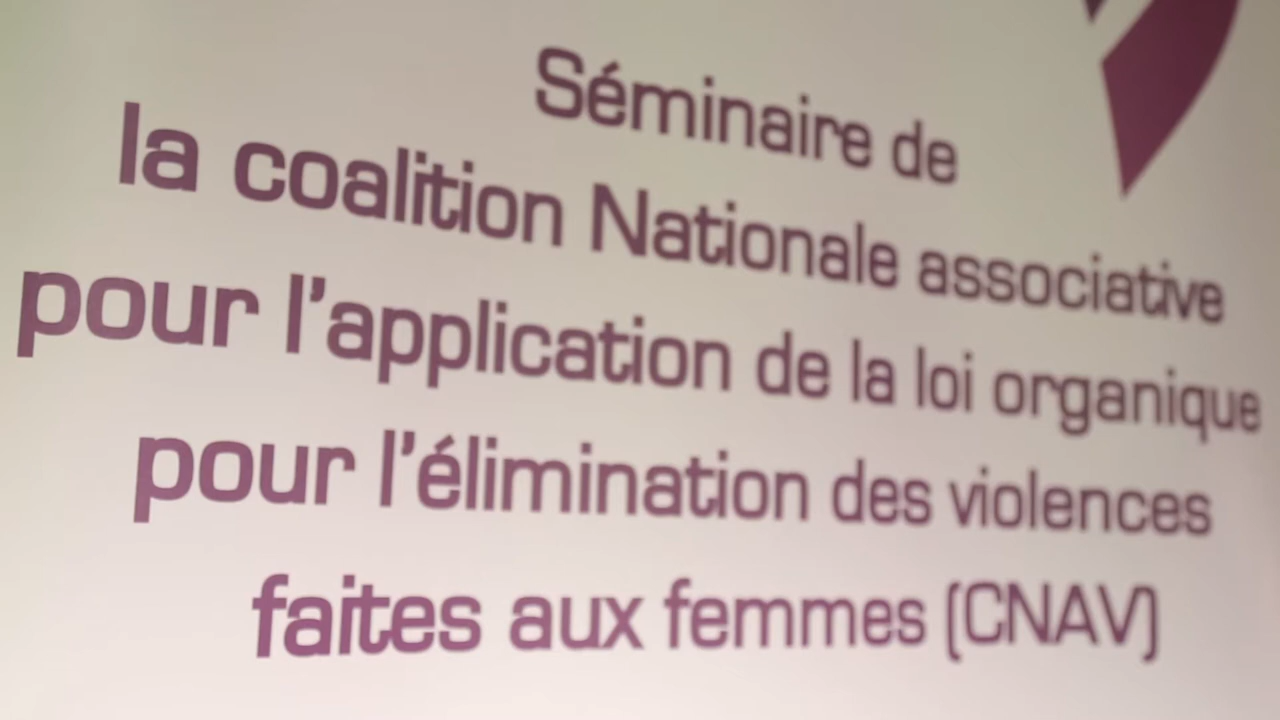 Séminaire de
la coalition Nationale associative
pour l'application de la loi organique
pour l'élimination des violences
faites aux femmes (CNAV)